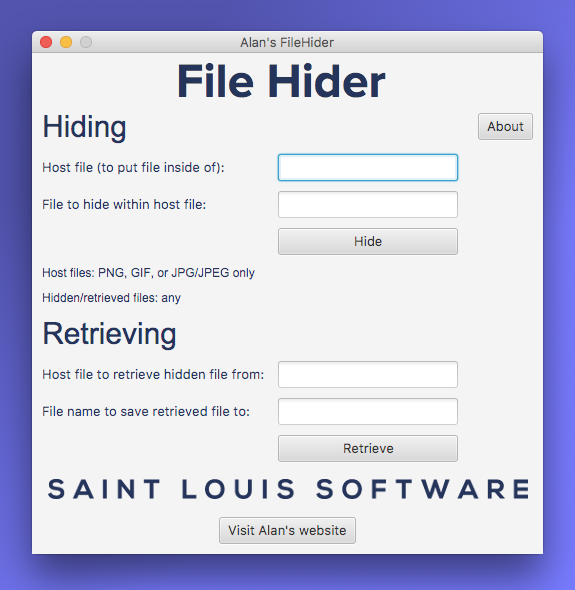 Alan's FileHider
File Hider
Hiding
About
Host file (to put file inside of):
File to hide within host file:
Hide
Host files: PNG, GIF, or JPG/JPEG only
Hidden/retrieved files: any
Retrieving
Host file to retrieve hidden file from:
File name to save retrieved file to:
Retrieve
SAINT LOUIS SOFTWARE
Visit Alan's website